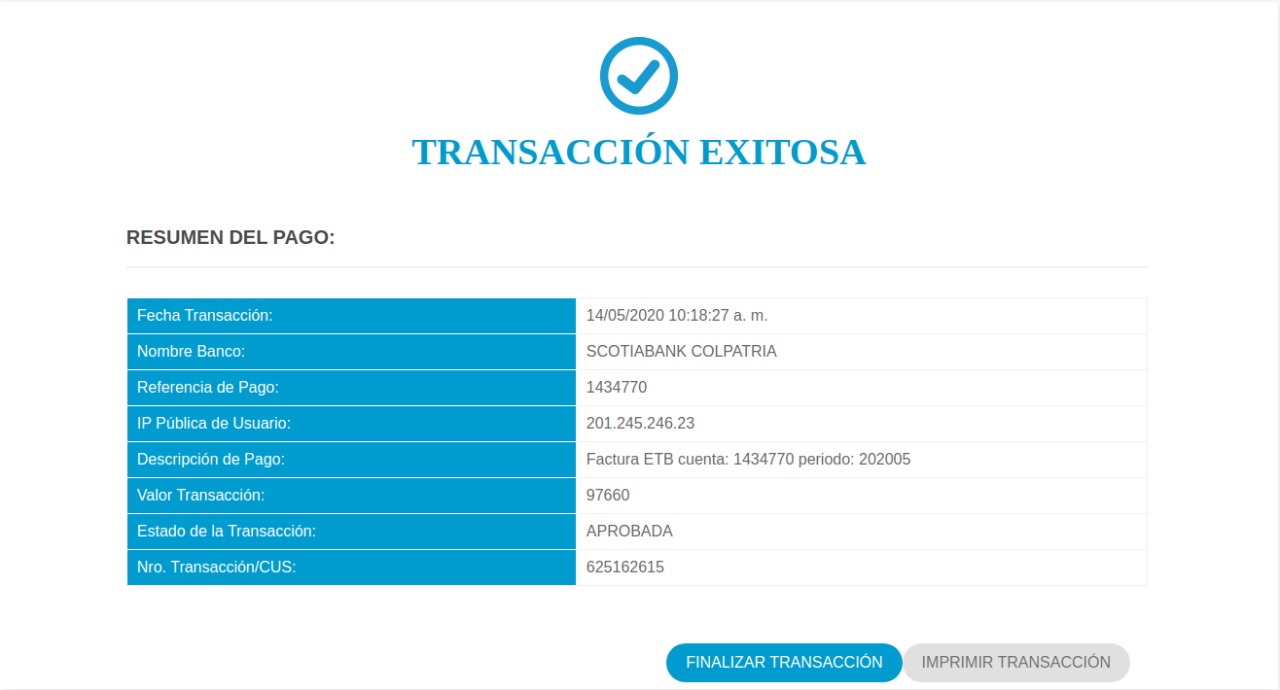 TRANSACCIÓN EXITOSA
RESUMEN DEL PAGO:
Fecha Transacción: 14/05/2020 10:18:27 a. m.
Nombre Banco: SCOTIABANK COLPATRIA
Referencia de Pago: 1434770
IP Pública de Usuario: 201.245.246.23
Descripción de Pago: Factura ETB cuenta: 1434770 periodo: 202005
Valor Transacción: 97660
Estado de la Transacción: APROBADA
Nro. Transacción/CUS: 625162615
FINALIZAR TRANSACCIÓN IMPRIMIR TRANSACCIÓN